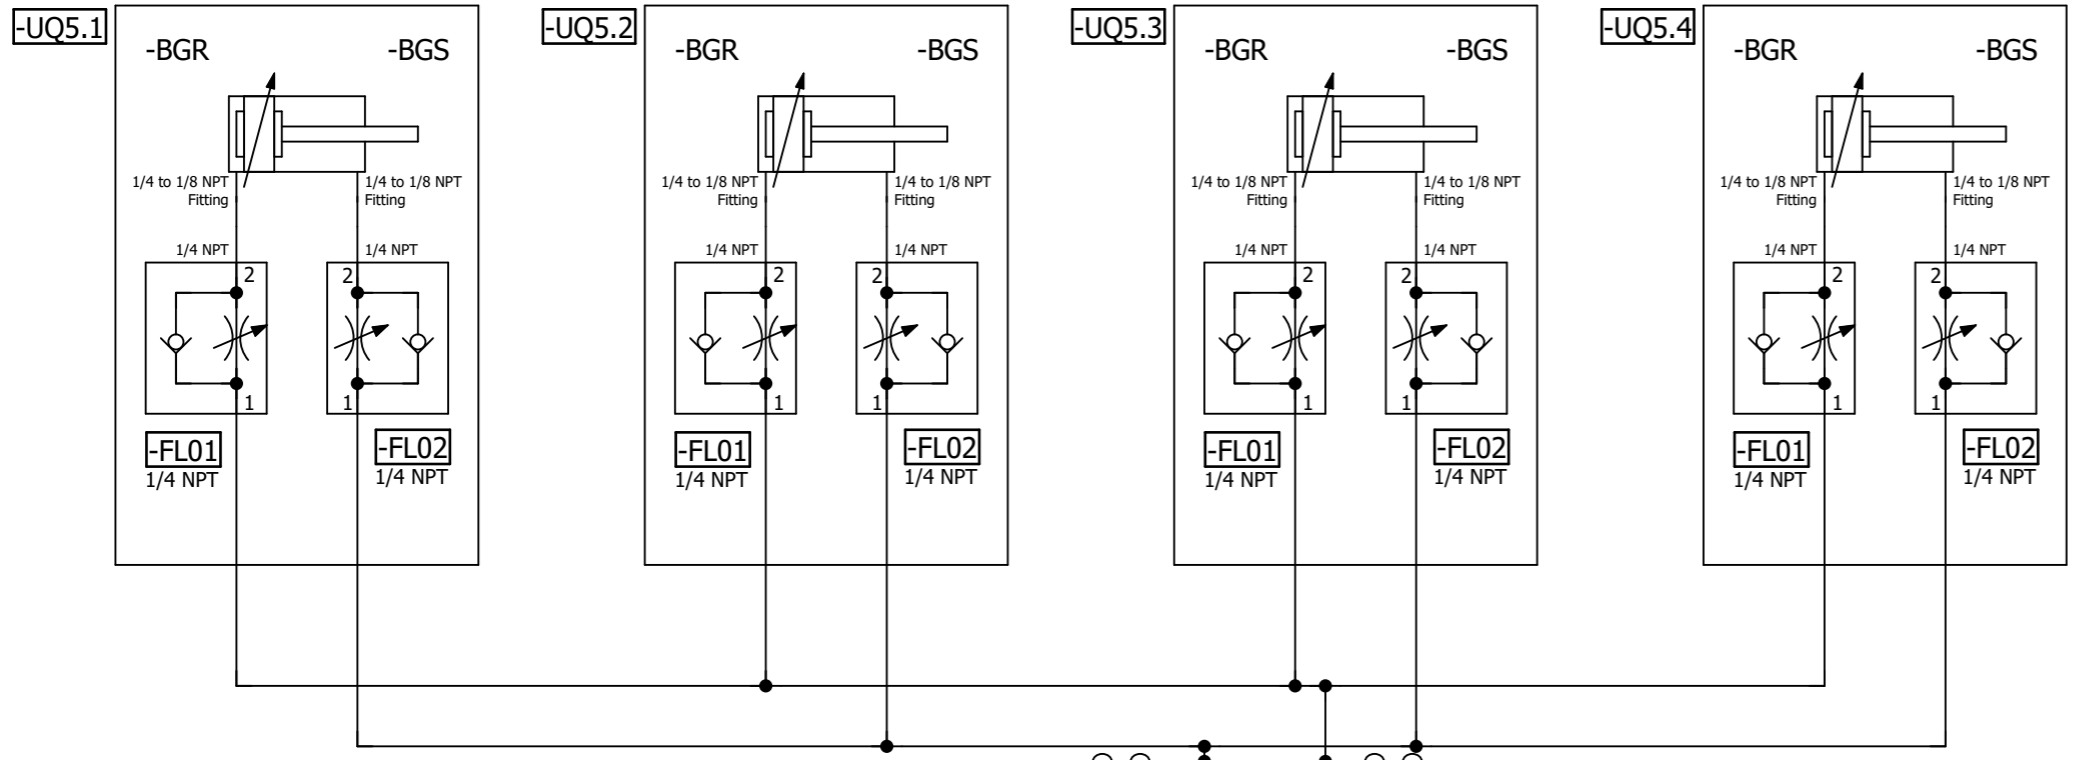 -UQ5.1
-BGR
-BGS
1/4 to 1/8 NPT
Fitting
1/4 to 1/8 NPT
Fitting
1/4 NPT
1/4 NPT
2
2
1
1
-FL01
1/4 NPT
-FL02
1/4 NPT
-UQ5.2
-BGR
-BGS
1/4 to 1/8 NPT
Fitting
1/4 to 1/8 NPT
Fitting
1/4 NPT
1/4 NPT
2
2
1
1
-FL01
1/4 NPT
-FL02
1/4 NPT
-UQ5.3
-BGR
-BGS
1/4 to 1/8 NPT
Fitting
1/4 to 1/8 NPT
Fitting
1/4 NPT
1/4 NPT
2
2
1
1
-FL01
1/4 NPT
-FL02
1/4 NPT
-UQ5.4
-BGR
-BGS
1/4 to 1/8 NPT
Fitting
1/4 to 1/8 NPT
Fitting
1/4 NPT
1/4 NPT
2
2
1
1
-FL01
1/4 NPT
-FL02
1/4 NPT